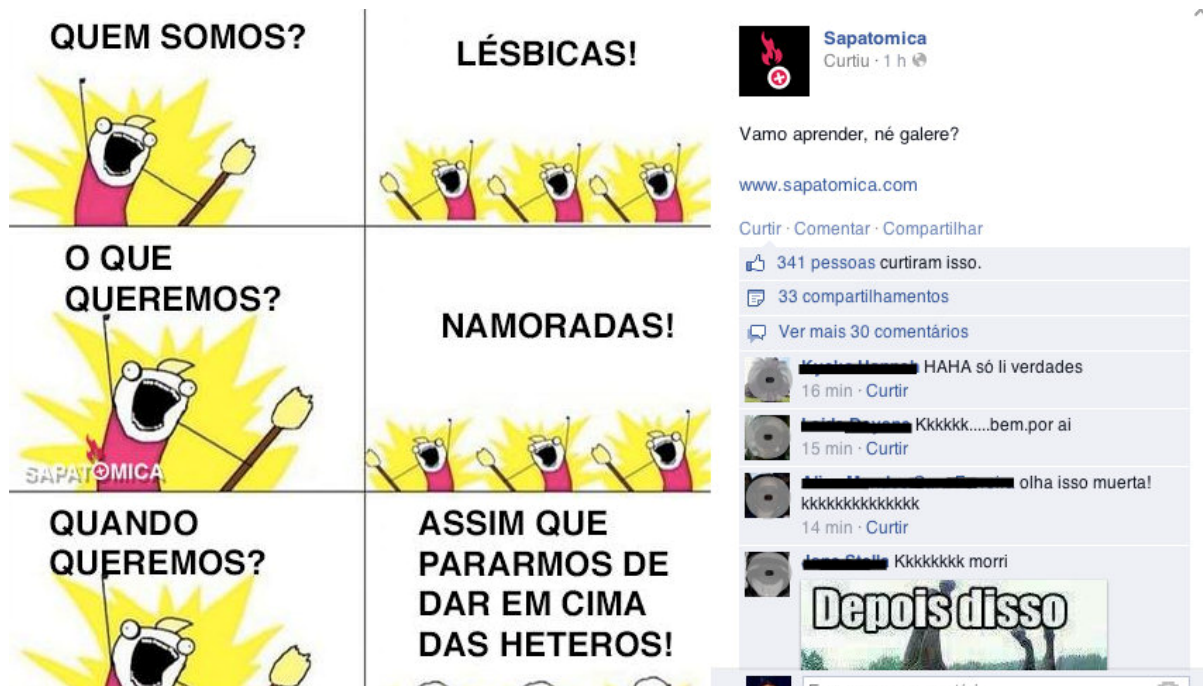 QUEM SOMOS?
LÉSBICAS!
O QUE
QUEREMOS?
NAMORADAS!
SAPATOMICA
QUANDO
QUEREMOS?
ASSIM QUE
PARARMOS DE
DAR EM CIMA
DAS HETEROS!
Sapatomica
Curtiu · 1 h
Vamo aprender, né galere?
www.sapatomica.com
Curtir · Comentar · Compartilhar
341 pessoas curtiram isso.
33 compartilhamentos
Ver mais 30 comentários
HAHA só li verdades
16 min · Curtir
Kkkkkk.....bem.por ai
15 min · Curtir
olha isso muerta!
kkkkkkkkkkkkkk
14 min · Curtir
Kkkkkkkk morri
Depois disso